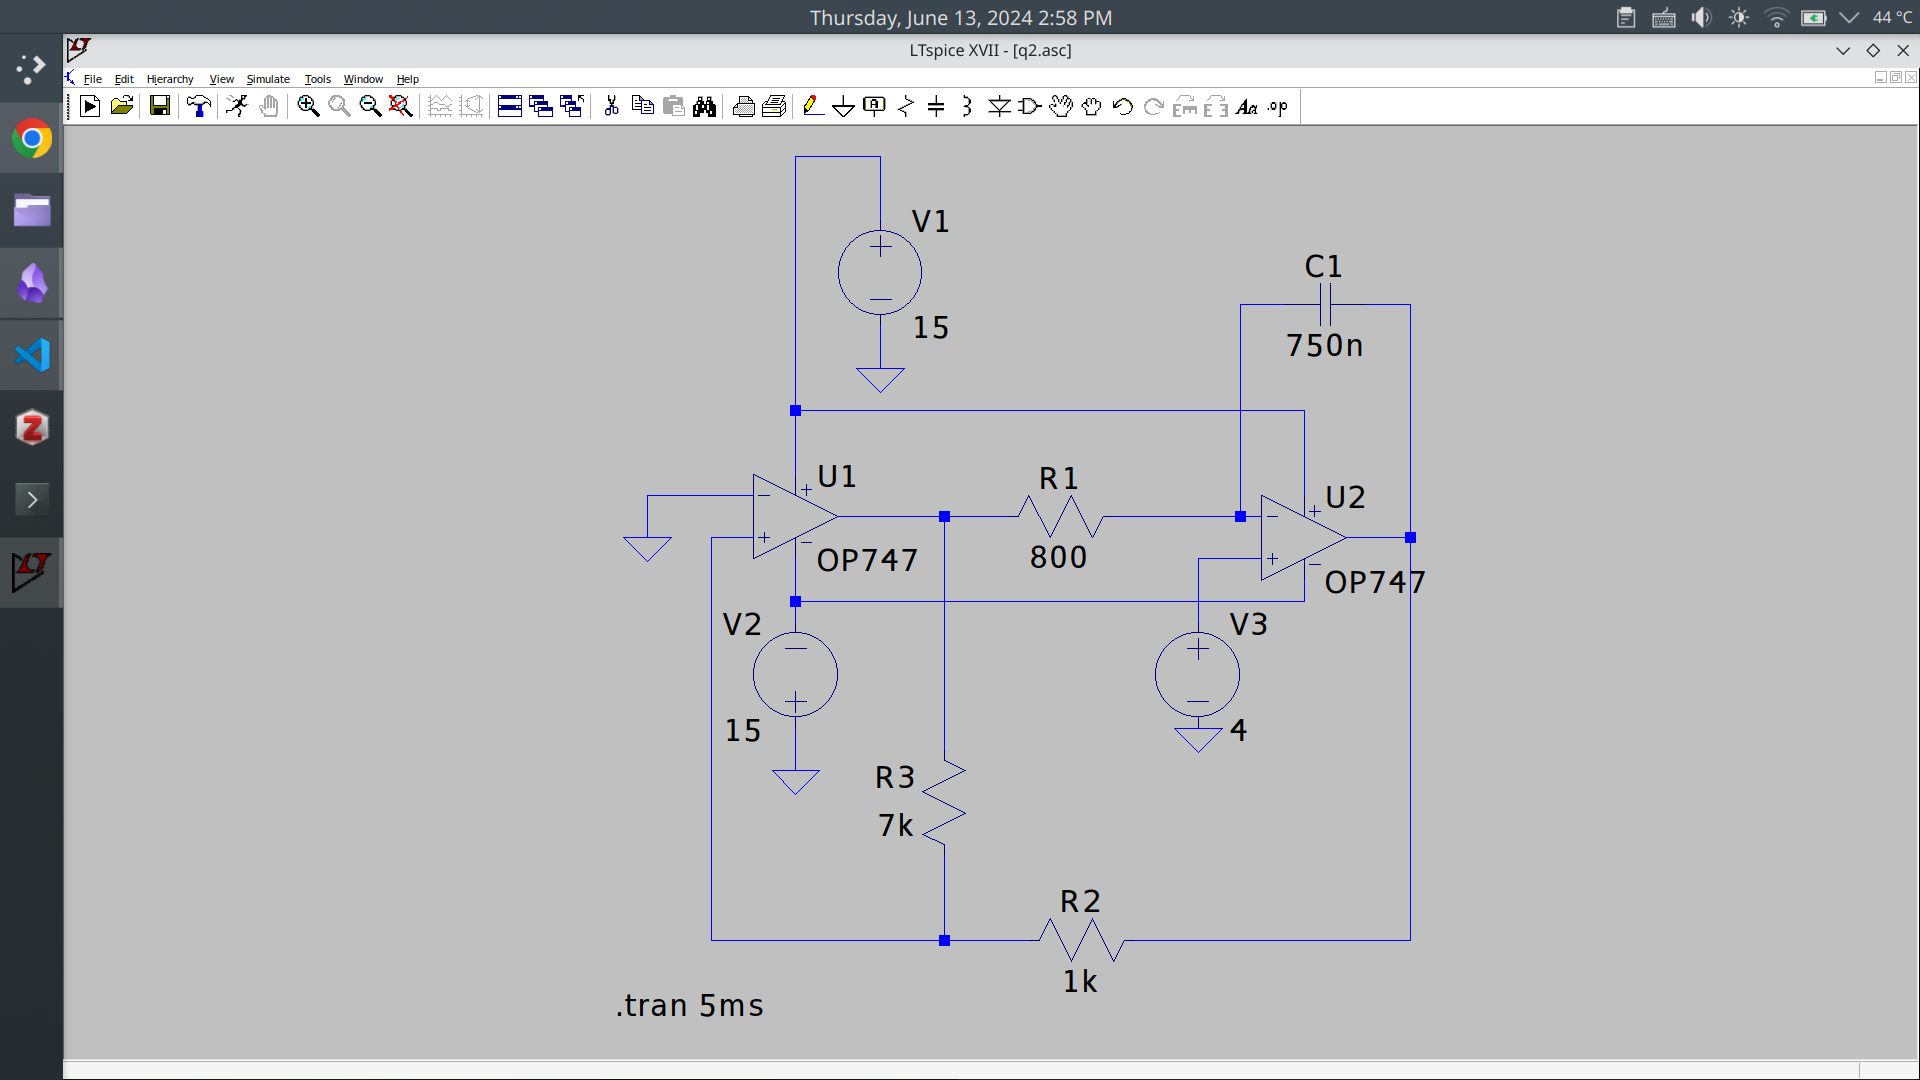 Thursday, June 13, 2024 2:58 PM
44 °C
LTspice XVII - [q2.asc]
File Edit Hierarchy View Simulate Tools Window Help
Aa .op
V1
15
C1
750n
U1
OP747
R1
800
U2
OP747
V2
15
V3
4
R3
7k
R2
1k
.tran 5ms